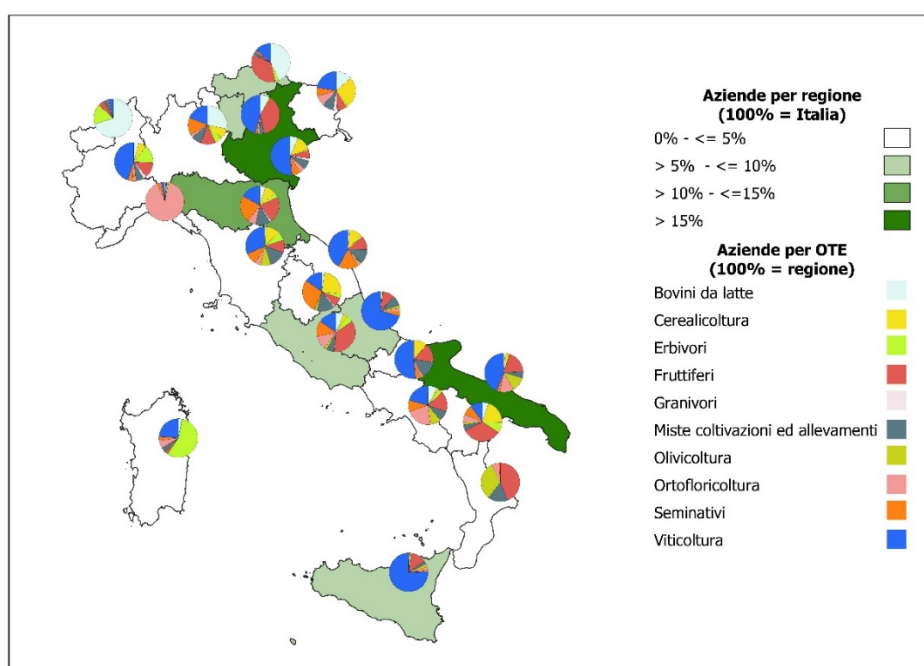 Aziende per regione
(100% = Italia)
0% - <= 5%
> 5% - <= 10%
> 10% - <=15%
> 15%
Aziende per OTE
(100% = regione)
Bovini da latte
Cerealicoltura
Erbivori
Fruttiferi
Granivori
Miste coltivazioni ed allevamenti
Olivicoltura
Ortofloricoltura
Seminativi
Viticoltura